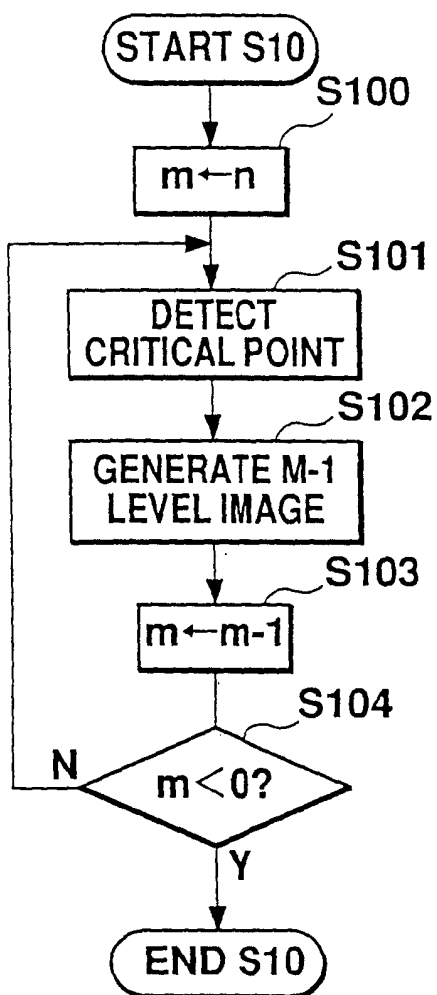 START S10
S100
m←n
S101
DETECT
CRITICAL POINT
S102
GENERATE M-1
LEVEL IMAGE
S103
m←m-1
S104
N
m<0?
Y
END S10